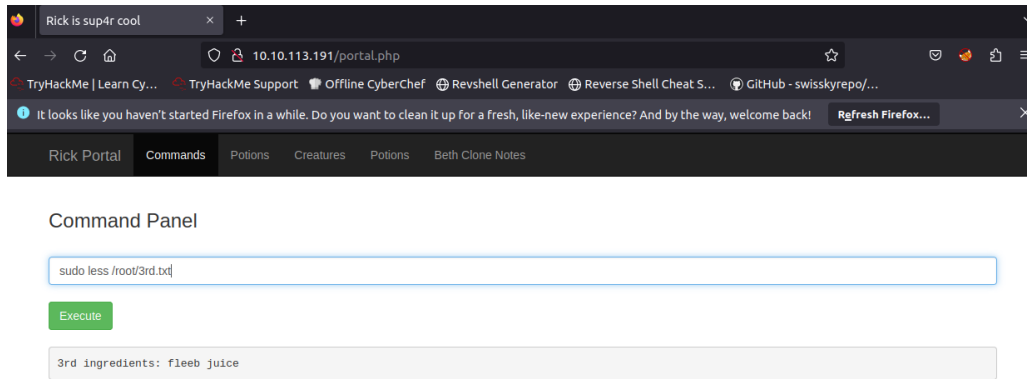 Rick is sup4r cool
10.10.113.191/portal.php
TryHackMe | Learn Cy... TryHackMe Support Offline CyberChef Revshell Generator Reverse Shell Cheat S... GitHub - swisskyrepo/...
It looks like you haven't started Firefox in a while. Do you want to clean it up for a fresh, like-new experience? And by the way, welcome back! Refresh Firefox...
Rick Portal Commands Potions Creatures Potions Beth Clone Notes
Command Panel
sudo less /root/3rd.txt
Execute
3rd ingredients: fleeb juice